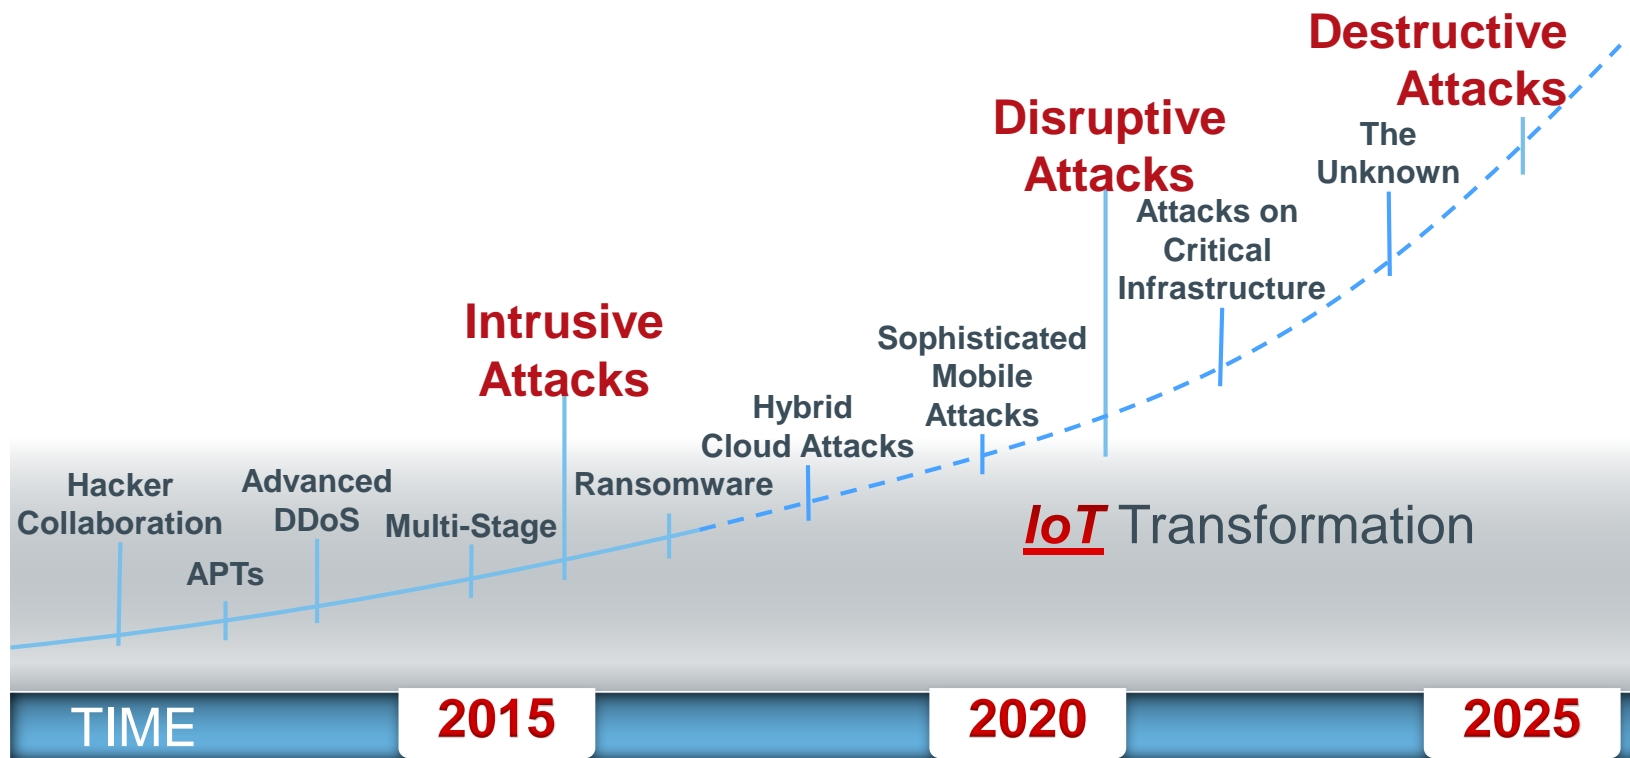 Destructive
Attacks
Disruptive
Attacks
The
Unknown
Attacks on
Critical
Infrastructure
Intrusive
Attacks
Sophisticated
Mobile
Attacks
Hybrid
Cloud Attacks
Hacker
Collaboration
APTs
Advanced
DDoS
Multi-Stage
Ransomware
IoT Transformation
TIME
2015
2020
2025